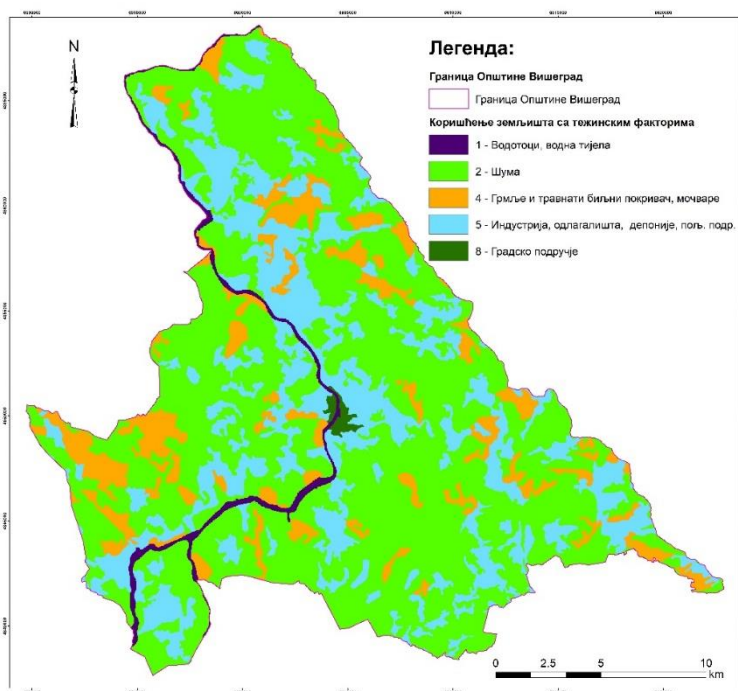 N
Легенда:
Граница Општине Вишеград
Граница Општине Вишеград
Коришћење земљишта са тежинским факторима
1 - Водотоци, водна тијела
2 - Шума
4 - Грмље и травнати биљни покривач, мочваре
5 - Индустрија, одлагалишта, депоније, пољ. подр.
8 - Градско подручје
0 2.5 5 10
km